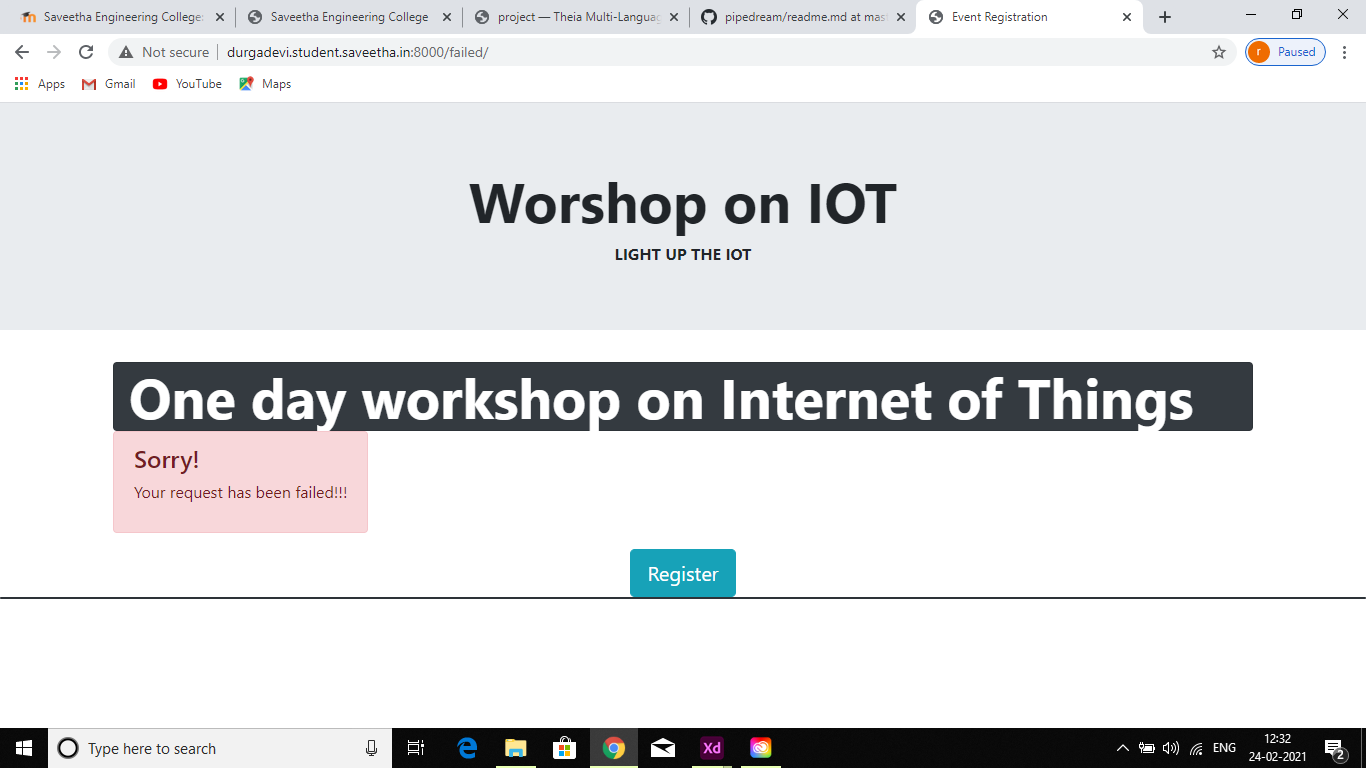 Saveetha Engineering College:
Saveetha Engineering College
project — Theia Multi-Languag
pipedream/readme.md at mas
Event Registration
Not secure
durgadevi.student.saveetha.in:8000/failed/
r
Paused
Apps
Gmail
YouTube
Maps
Worshop on IOT
LIGHT UP THE IOT
One day workshop on Internet of Things
Sorry!
Your request has been failed!!!
Register
Type here to search
Xd
ENG
12:32
24-02-2021
2